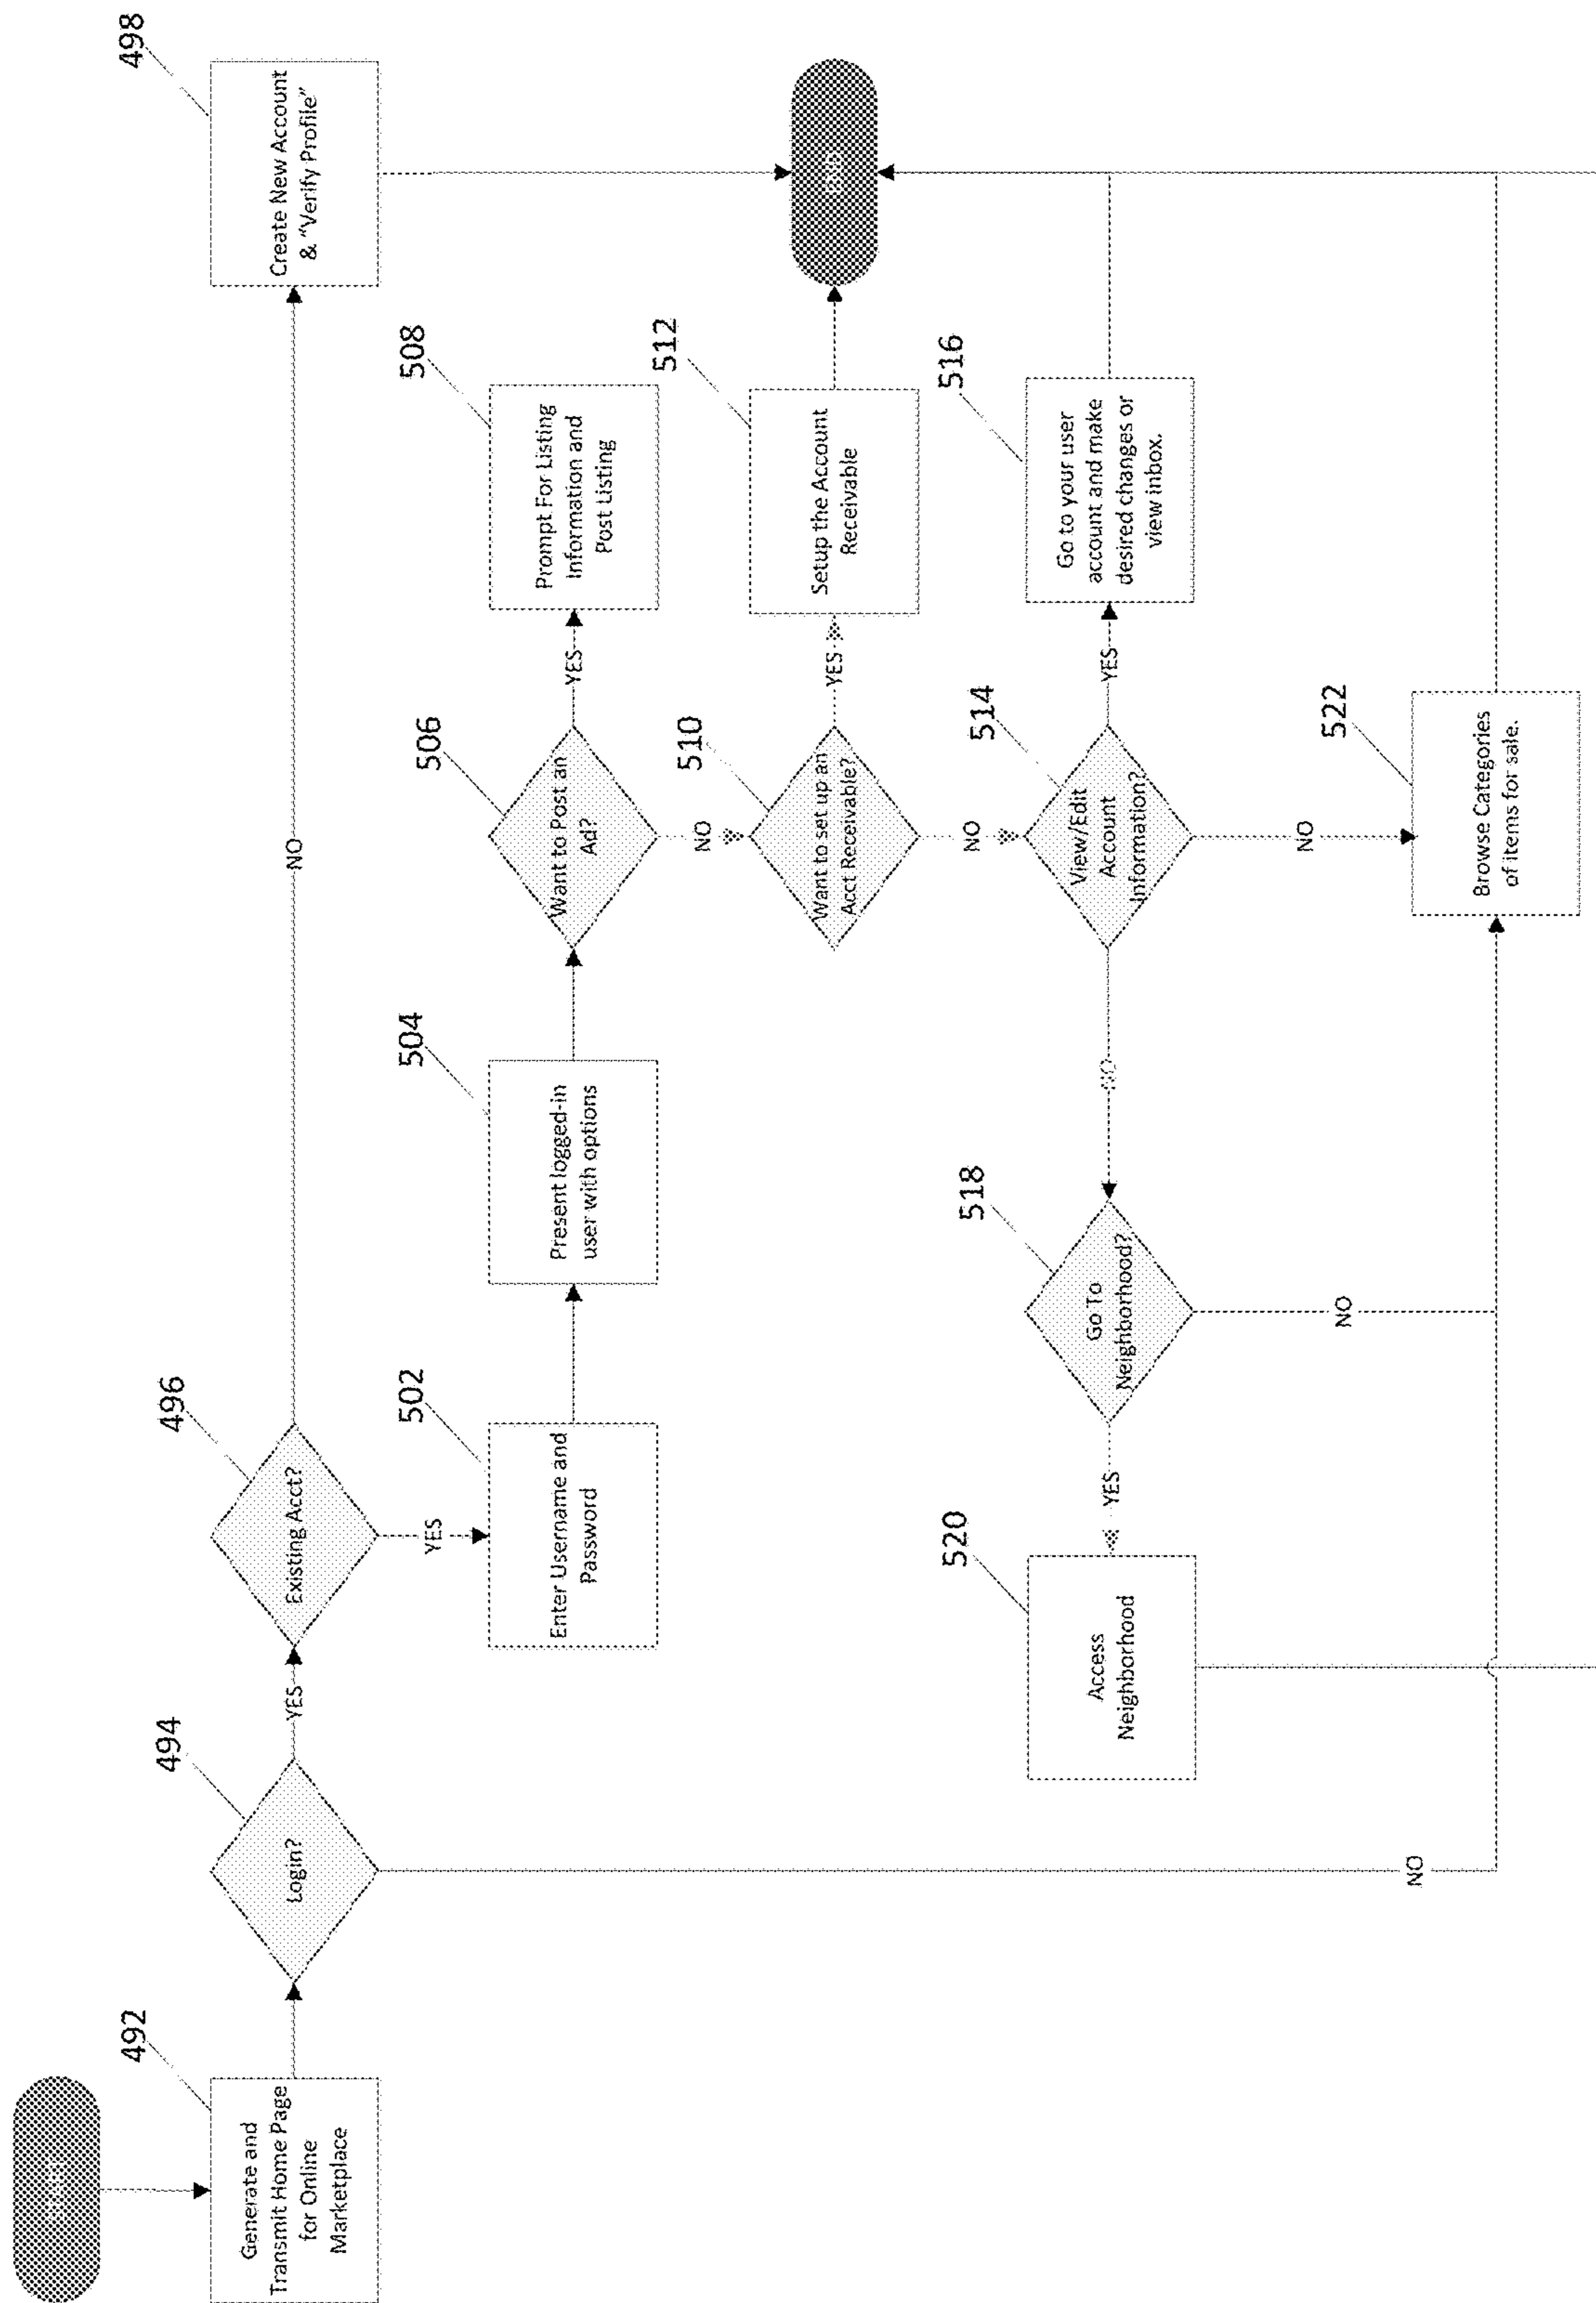 492
Generate and
Transmit Home Page
for Online
Marketplace
494
Login?
YES
NO
496
Existing Acct?
NO
YES
498
Create New Account
& "Verify Profile"
502
Enter Username and
Password
504
Present logged-in
user with options
506
Want to Post an
Ad?
YES
NO
508
Prompt For Listing
Information and
Post Listing
510
Want to set up an
Acct Receivable?
YES
NO
512
Setup the Account
Receivable
514
View/Edit
Account
Information?
YES
NO
NO
516
Go to your user
account and make
desired changes or
view inbox.
518
Go To
Neighborhood?
YES
NO
520
Access
Neighborhood
522
Browse Categories
of items for sale.